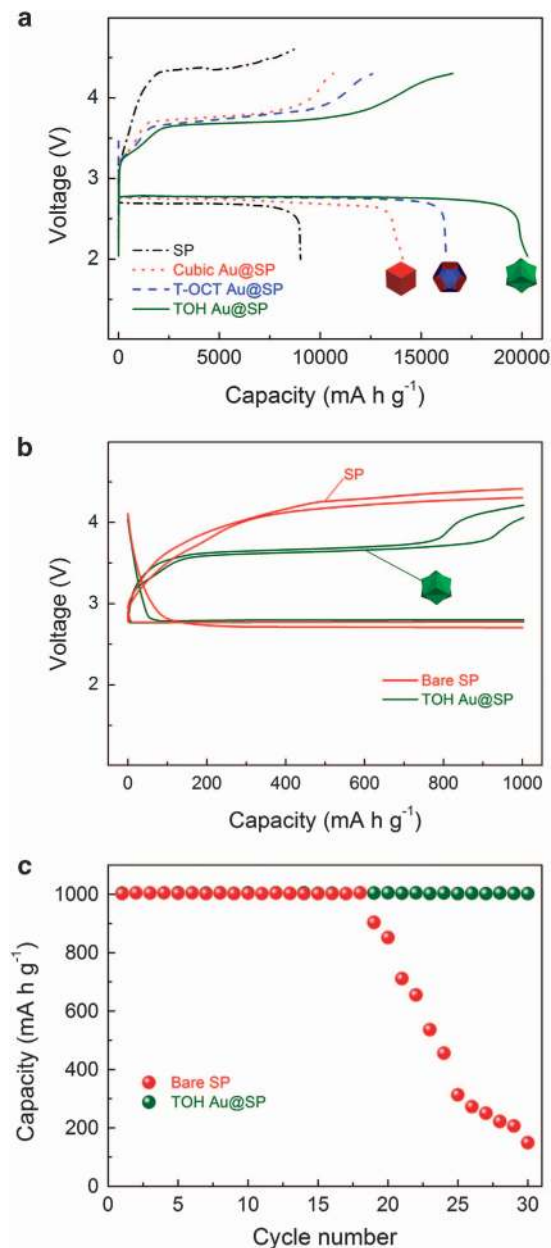 a
4
3
2
Voltage (V)
SP
Cubic Au@SP
T-OCT Au@SP
TOH Au@SP
0 5000 10000 15000 20000
Capacity (mA h g⁻¹)
b
SP
4
3
2
Voltage (V)
Bare SP
TOH Au@SP
0 200 400 600 800 1000
Capacity (mA h g⁻¹)
c
1000
800
600
400
200
0
Capacity (mA h g⁻¹)
Bare SP
TOH Au@SP
0 5 10 15 20 25 30
Cycle number